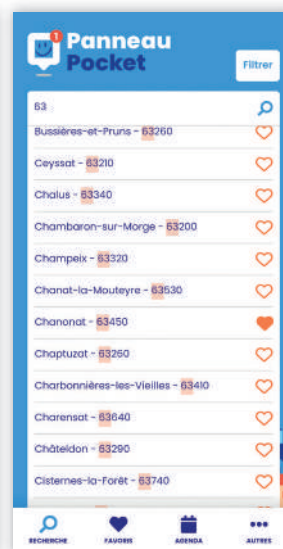 1
Panneau
Pocket
Filtrer
63
Bussières-et-Pruns - 63260
Ceyssat - 63210
Chalus - 63340
Chambaron-sur-Morge - 63200
Champeix - 63320
Chanat-la-Mouteyre - 63530
Chanonat - 63450
Chaptuzat - 63260
Charbonnières-les-Vieilles - 63410
Charensat - 63640
Châteldon - 63290
Cisternes-la-Forêt - 63740
RECHERCHE
FAVORIS
AGENDA
AUTRES